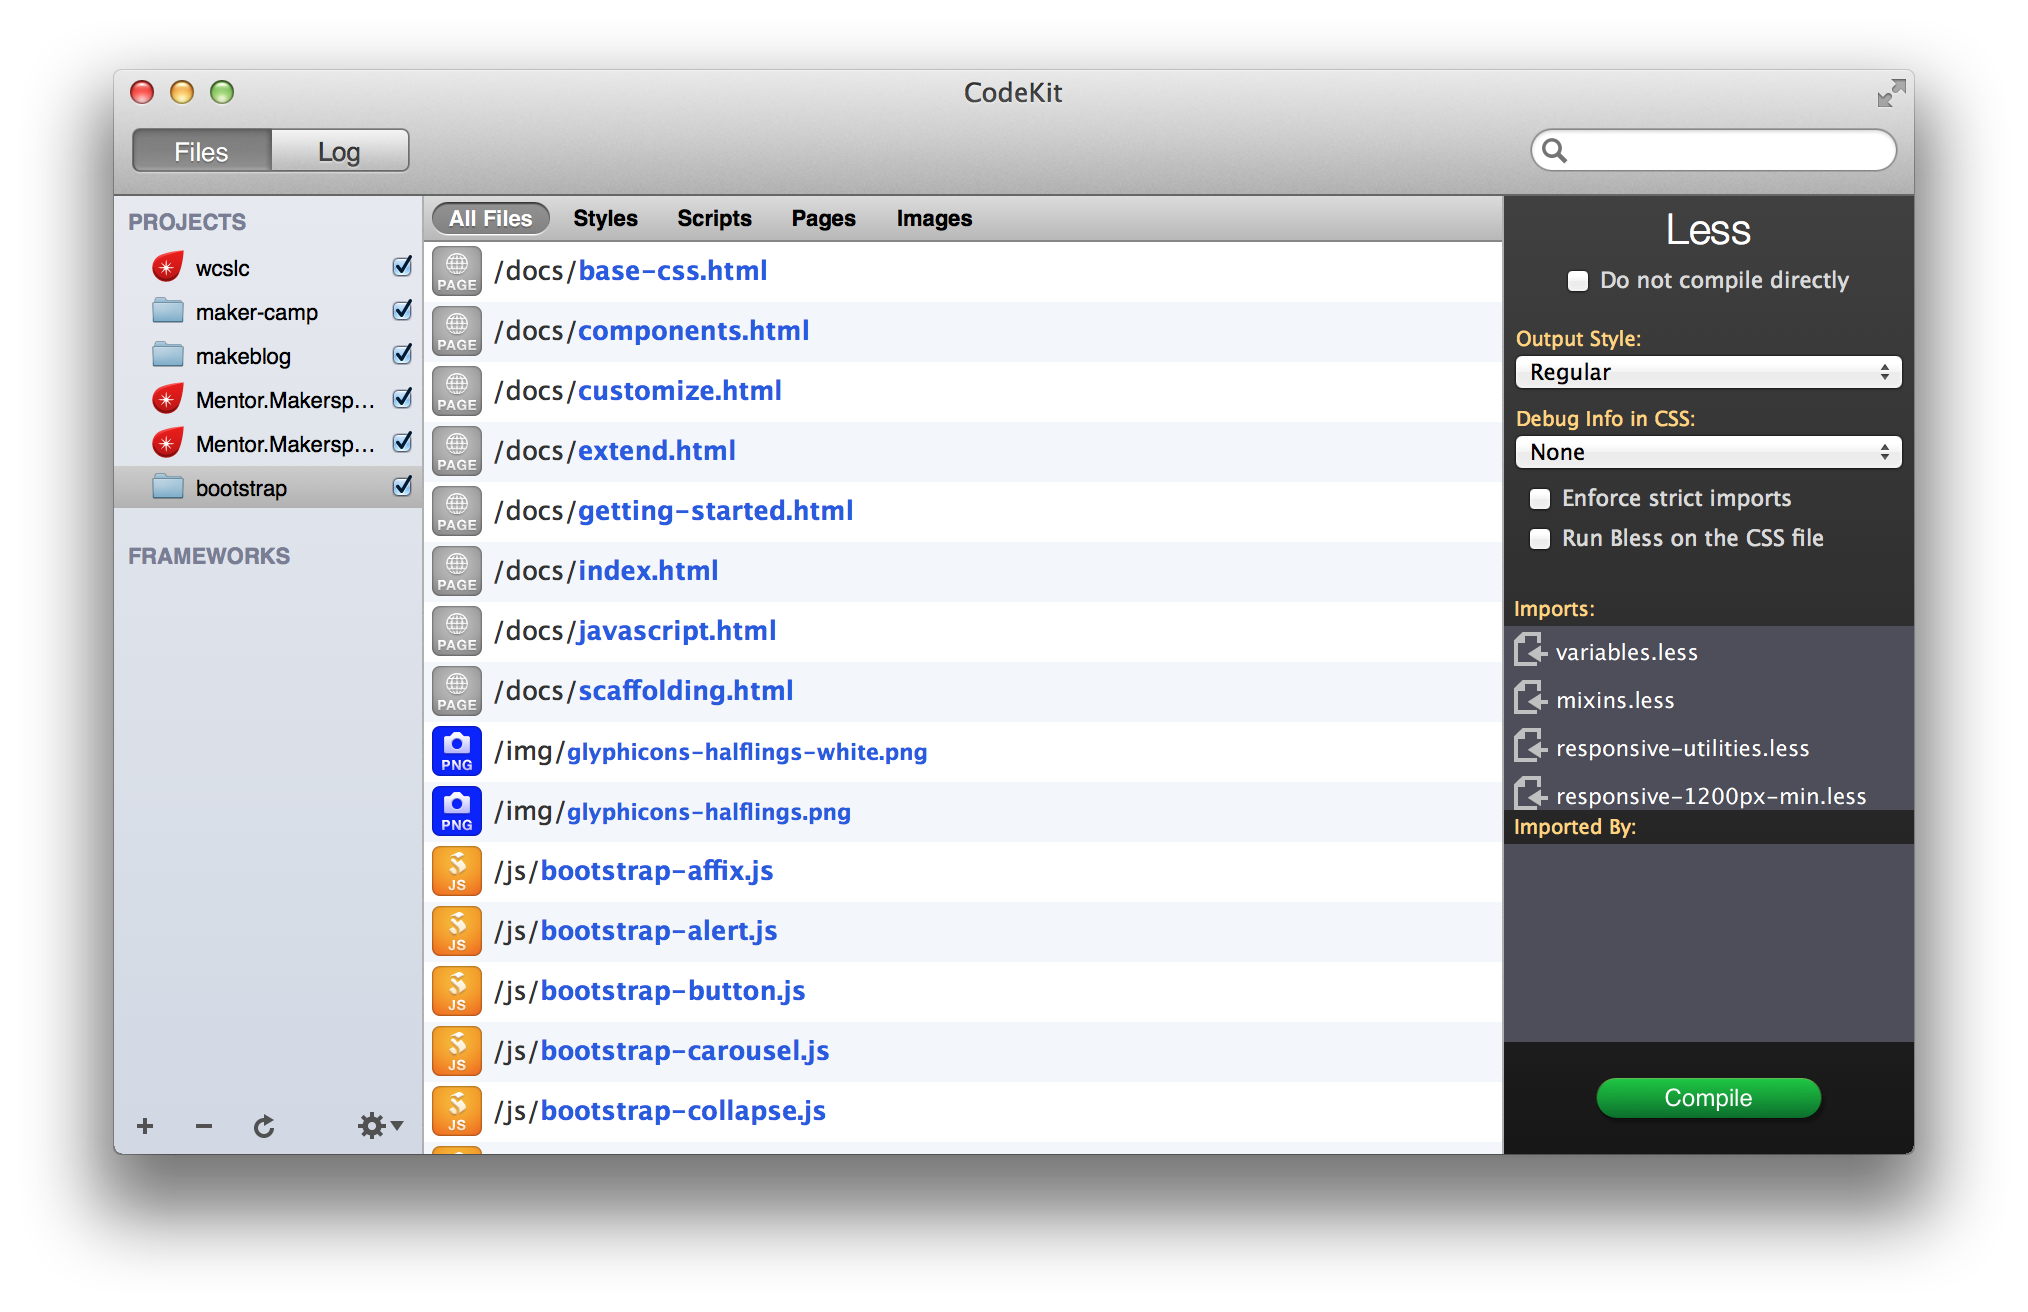 CodeKit
Files Log
PROJECTS
wcslc
maker-camp
makeblog
Mentor.Makersp...
Mentor.Makersp...
bootstrap
FRAMEWORKS
All Files Styles Scripts Pages Images
PAGE /docs/base-css.html
PAGE /docs/components.html
PAGE /docs/customize.html
PAGE /docs/extend.html
PAGE /docs/getting-started.html
PAGE /docs/index.html
PAGE /docs/javascript.html
PAGE /docs/scaffolding.html
PNG /img/glyphicons-halflings-white.png
PNG /img/glyphicons-halflings.png
JS /js/bootstrap-affix.js
JS /js/bootstrap-alert.js
JS /js/bootstrap-button.js
JS /js/bootstrap-carousel.js
JS /js/bootstrap-collapse.js
Less
Do not compile directly
Output Style:
Regular
Debug Info in CSS:
None
Enforce strict imports
Run Bless on the CSS file
Imports:
variables.less
mixins.less
responsive-utilities.less
responsive-1200px-min.less
Imported By:
Compile